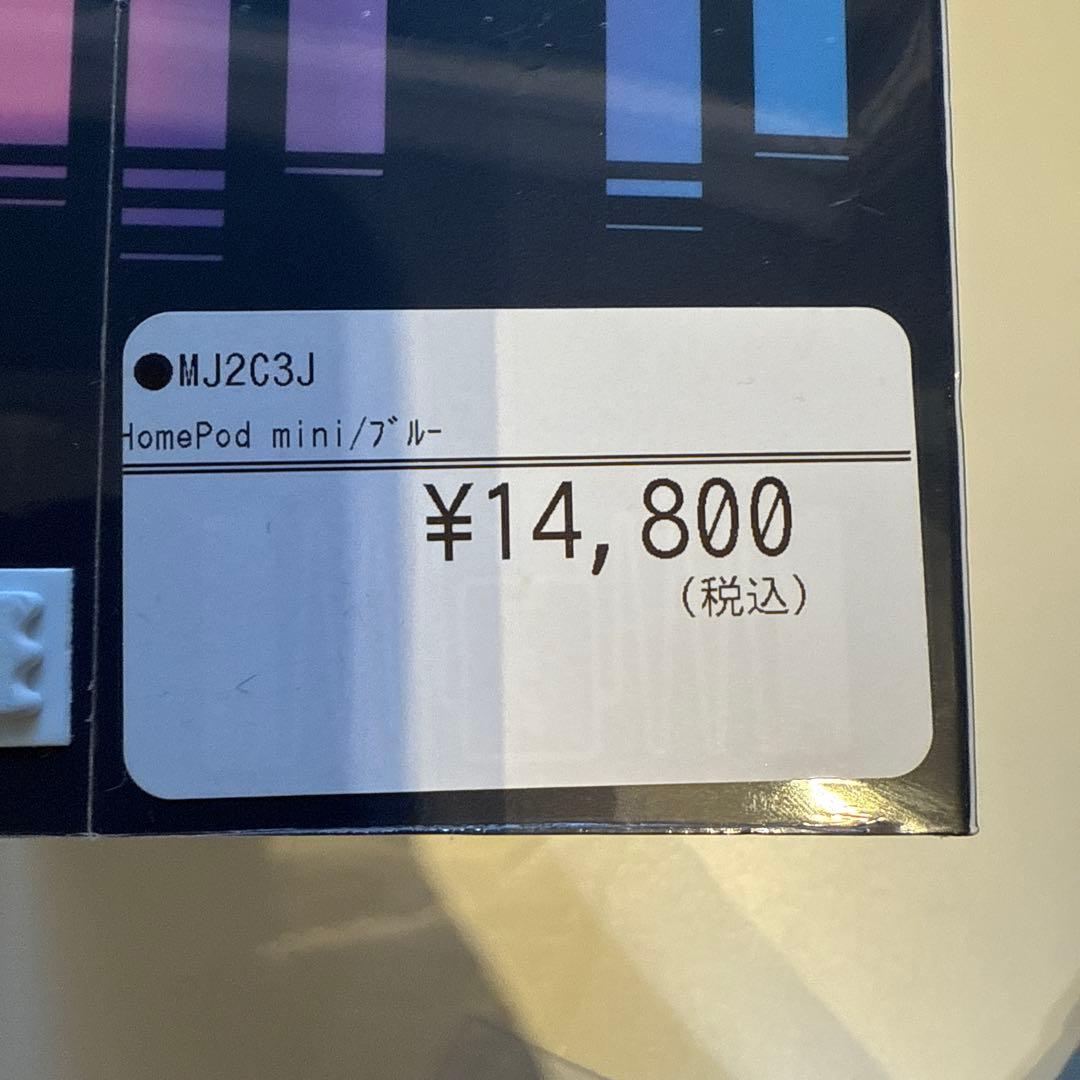 ●MJ2C3J
HomePod mini/ﾌﾞﾙｰ
¥14,800
(税込)